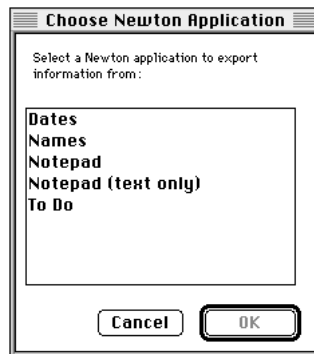 Choose Newton Application
Select a Newton application to export
information from:
Dates
Names
Notepad
Notepad (text only)
To Do
Cancel
OK